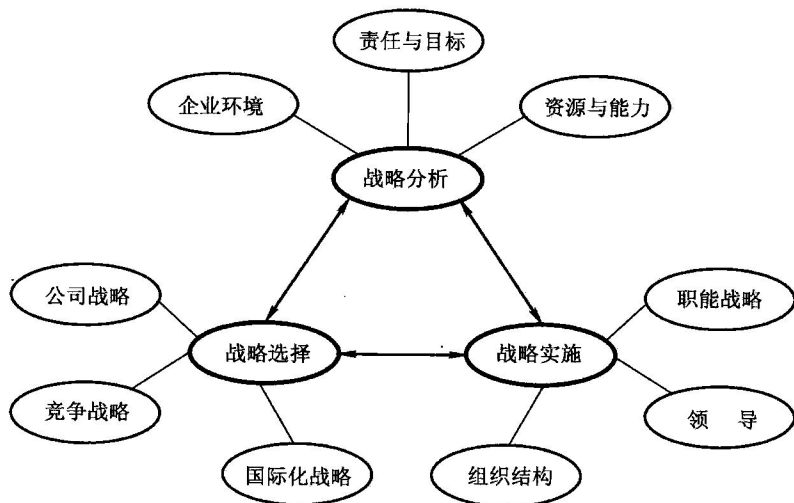 责任与目标
企业环境
资源与能力
战略分析
公司战略
职能战略
战略选择
战略实施
竞争战略
领 导
国际化战略
组织结构